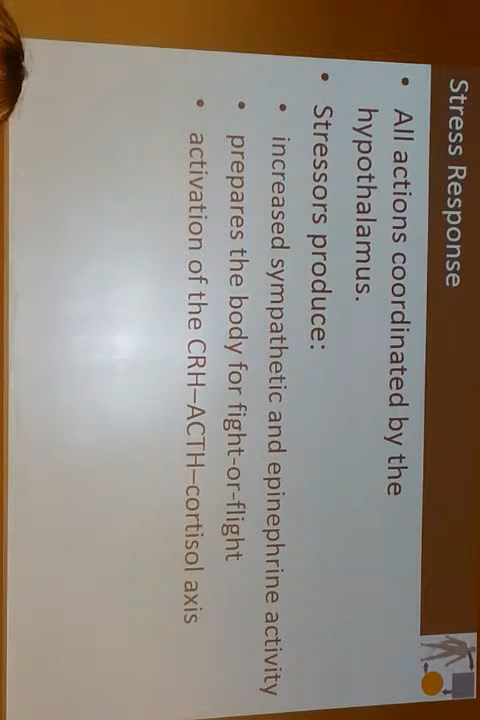 Stress Response
• All actions coordinated by the
hypothalamus.
• Stressors produce:
• increased sympathetic and epinephrine activity
• prepares the body for fight-or-flight
• activation of the CRH–ACTH–cortisol axis